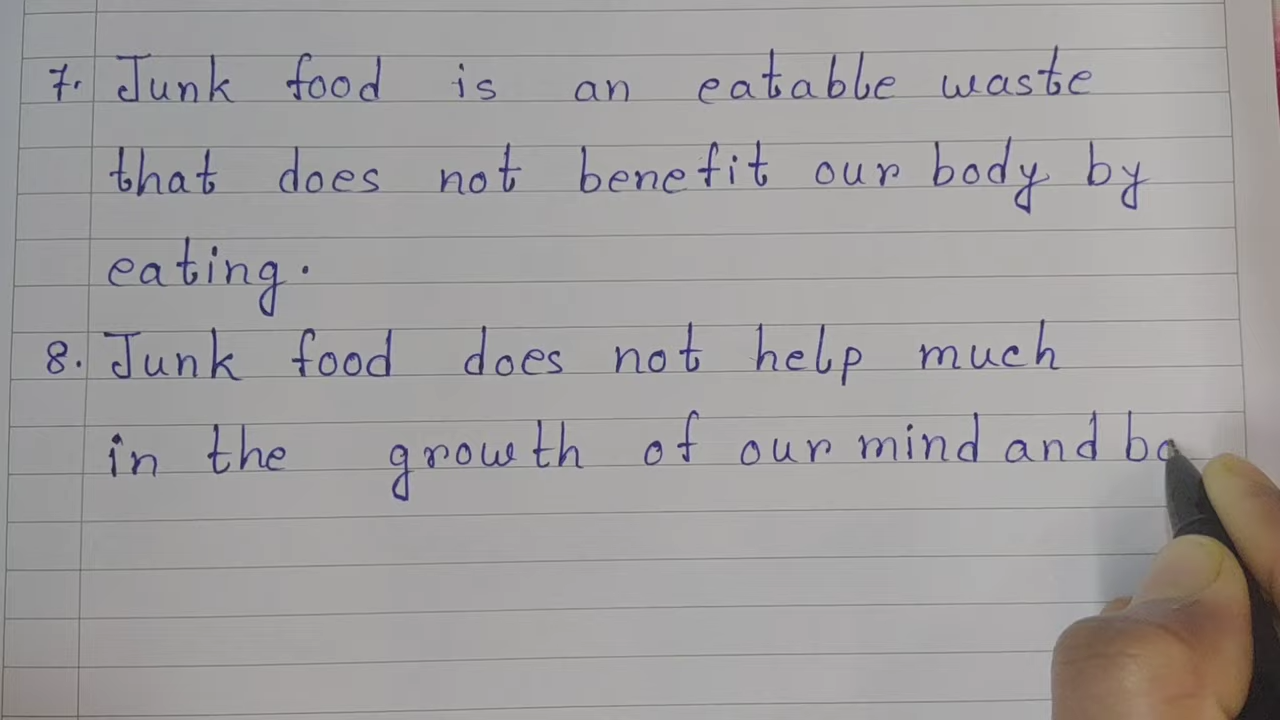 7. Junk food is an eatable waste
that does not benefit our body by
eating.
8. Junk food does not help much
in the growth of our mind and bo